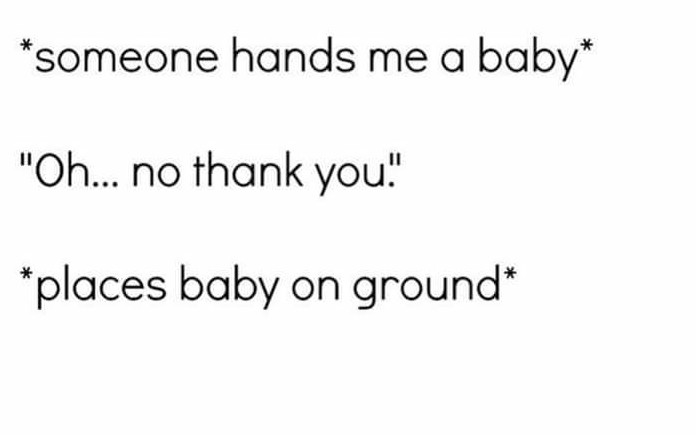 *someone hands me a baby*
"Oh... no thank you."
*places baby on ground*